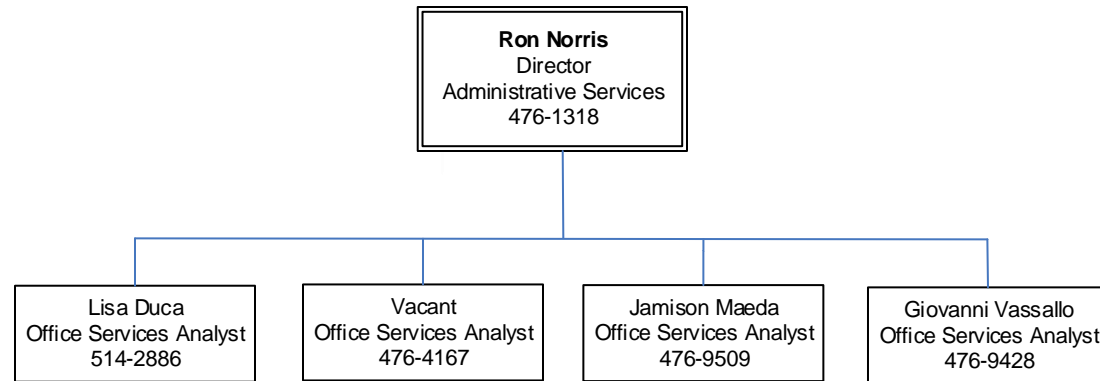 Ron Norris
Director
Administrative Services
476-1318
Lisa Duca
Office Services Analyst
514-2886
Vacant
Office Services Analyst
476-4167
Jamison Maeda
Office Services Analyst
476-9509
Giovanni Vassallo
Office Services Analyst
476-9428